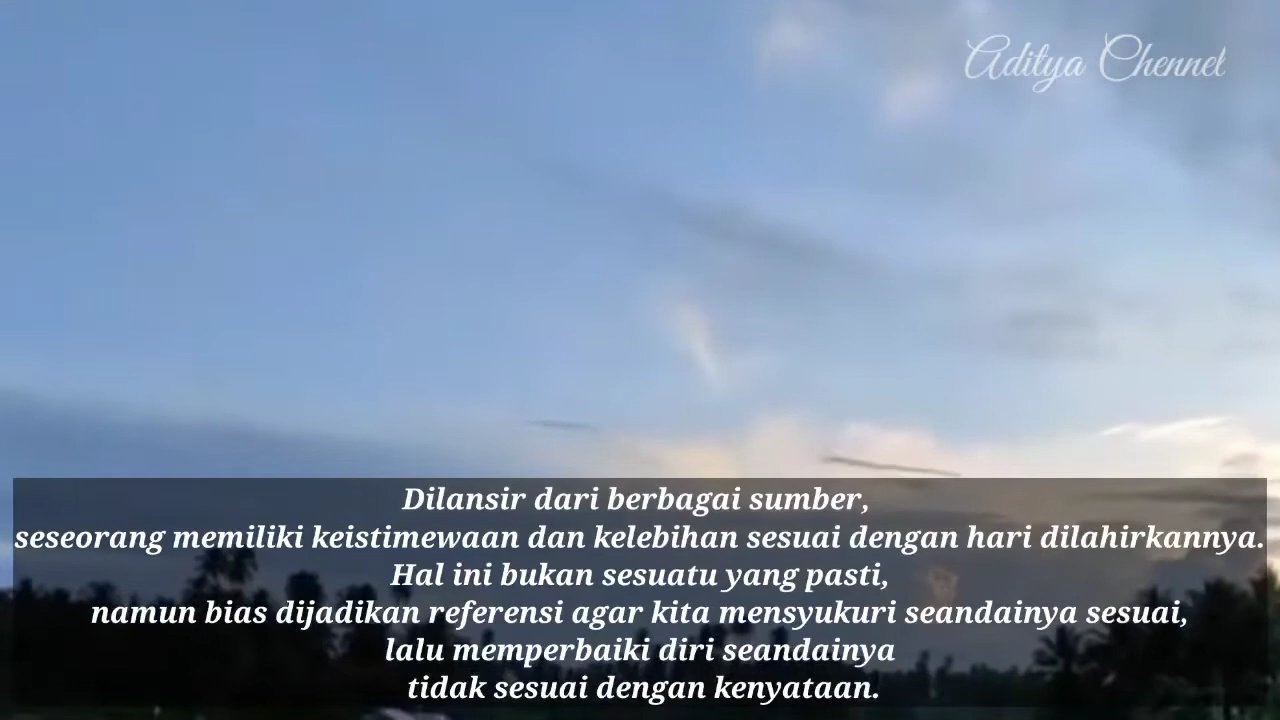 Aditya Chennel
Dilansir dari berbagai sumber,
seseorang memiliki keistimewaan dan kelebihan sesuai dengan hari dilahirkannya.
Hal ini bukan sesuatu yang pasti,
namun bias dijadikan referensi agar kita mensyukuri seandainya sesuai,
lalu memperbaiki diri seandainya
tidak sesuai dengan kenyataan.